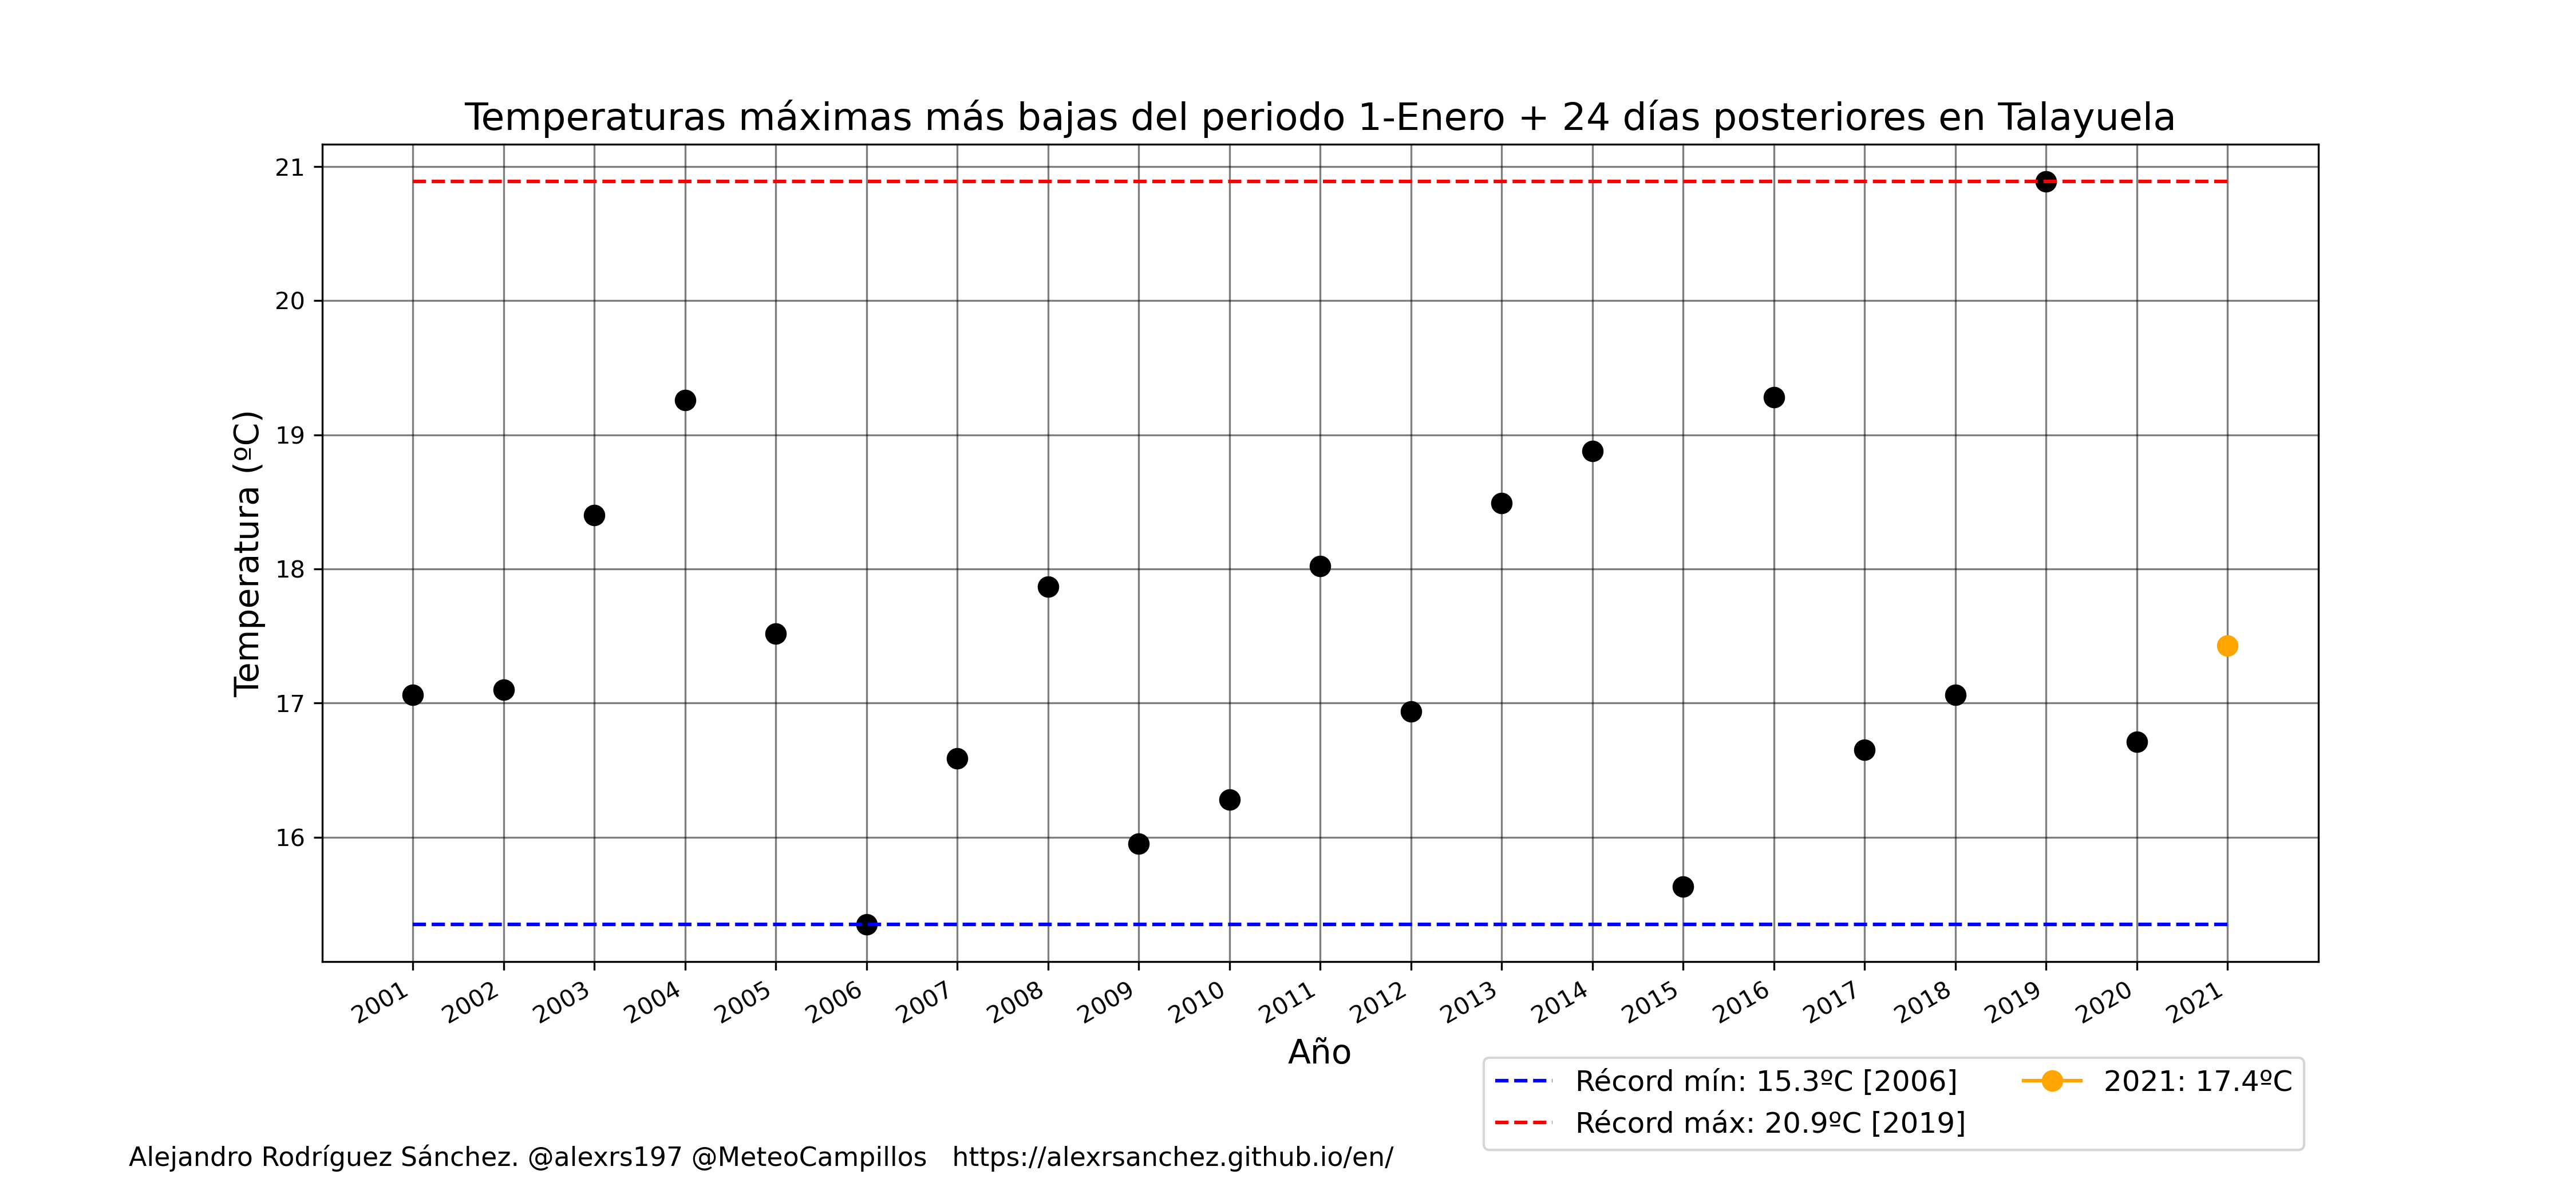 Temperaturas máximas más bajas del periodo 1-Enero + 24 días posteriores en Talayuela
Temperatura (ºC)
21
20
19
18
17
16
2001 2002 2003 2004 2005 2006 2007 2008 2009 2010 2011 2012 2013 2014 2015 2016 2017 2018 2019 2020 2021
Año
Récord mín: 15.3ºC [2006]
Récord máx: 20.9ºC [2019]
2021: 17.4ºC
Alejandro Rodríguez Sánchez. @alexrs197 @MeteoCampillos https://alexrsanchez.github.io/en/